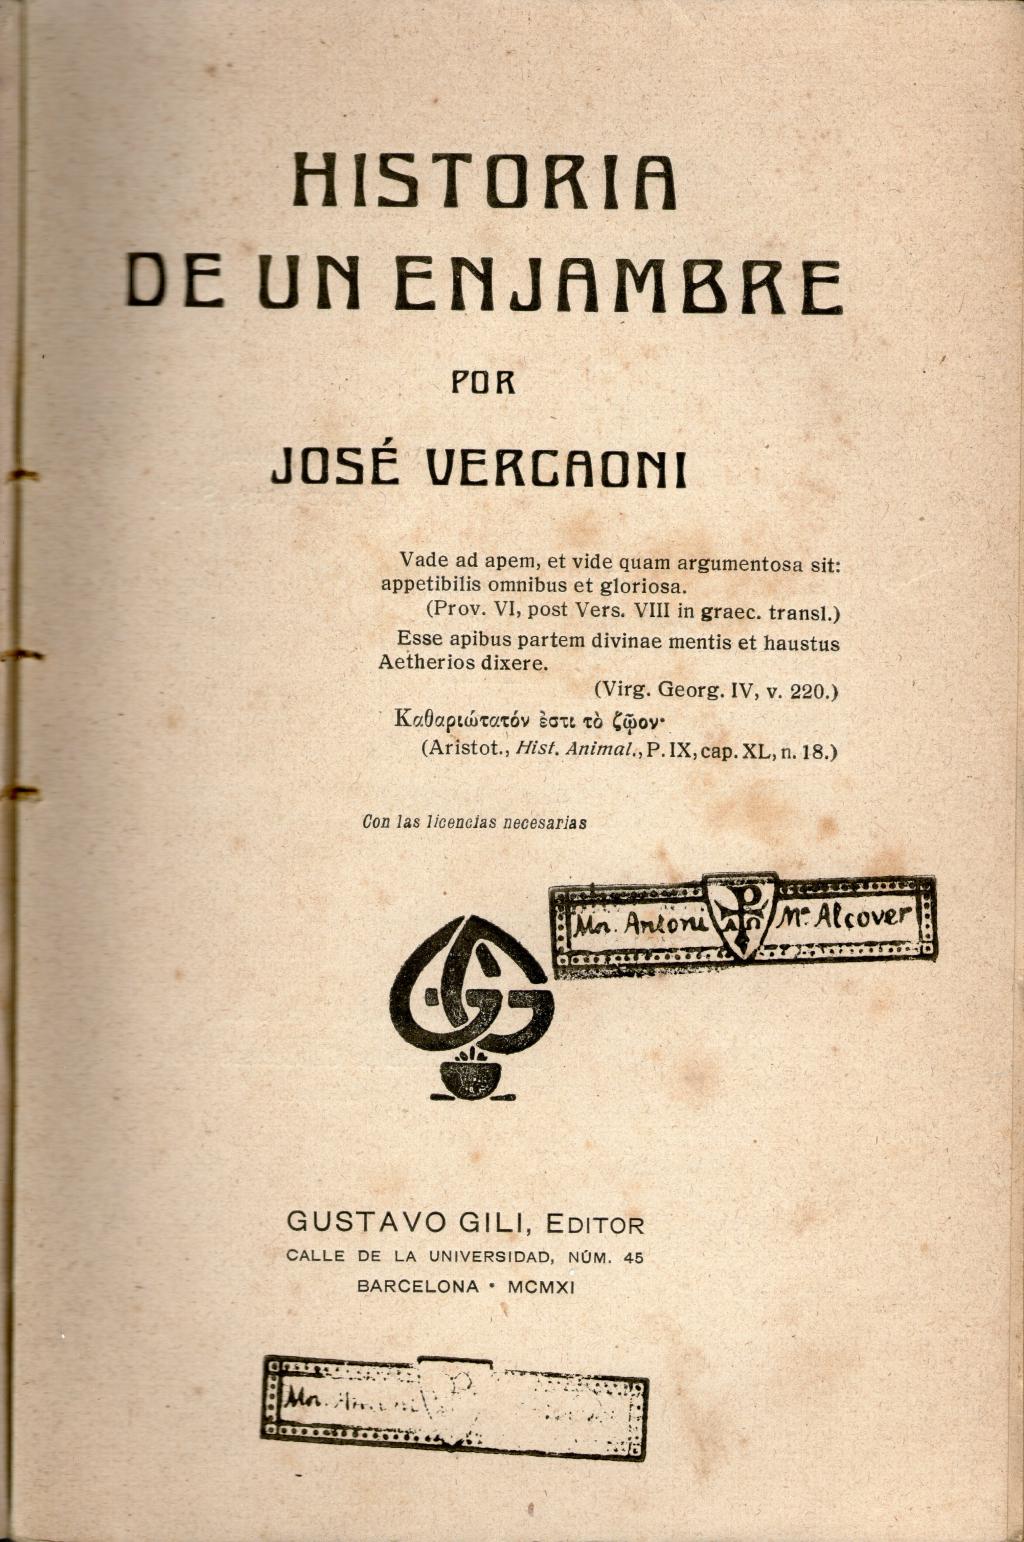 HISTORIA
DE UN ENJAMBRE
POR
JOSÉ VERCAONI
Vade ad apem, et vide quam argumentosa sit:
appetibilis omnibus et gloriosa.
(Prov. VI, post Vers. VIII in graec. transl.)
Esse apibus partem divinae mentis et haustus
Aetherios dixere.
(Virg. Georg. IV, v. 220.)
Καθαριώτατόν ἐστι τὸ ζῷον·
(Aristot., Hist. Animal., P. IX, cap. XL, n. 18.)
Con las licencias necesarias
Mn. Antoni Mª Alcover
GG
GUSTAVO GILI, EDITOR
CALLE DE LA UNIVERSIDAD, NÚM. 45
BARCELONA • MCMXI
Mn.